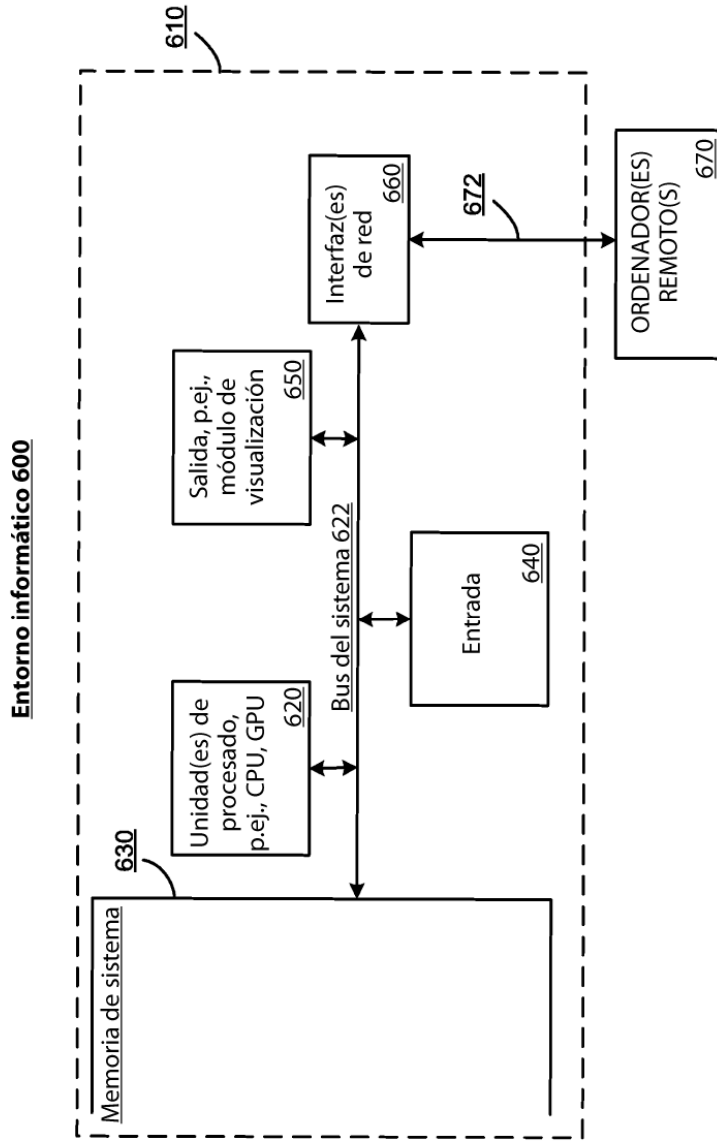 Entorno informático 600
610
Memoria de sistema
630
Unidad(es) de
procesado,
p.ej., CPU, GPU
620
Salida, p.ej.,
módulo de
visualización
650
Bus del sistema 622
Entrada
640
Interfaz(es)
de red
660
672
ORDENADOR(ES)
REMOTO(S)
670